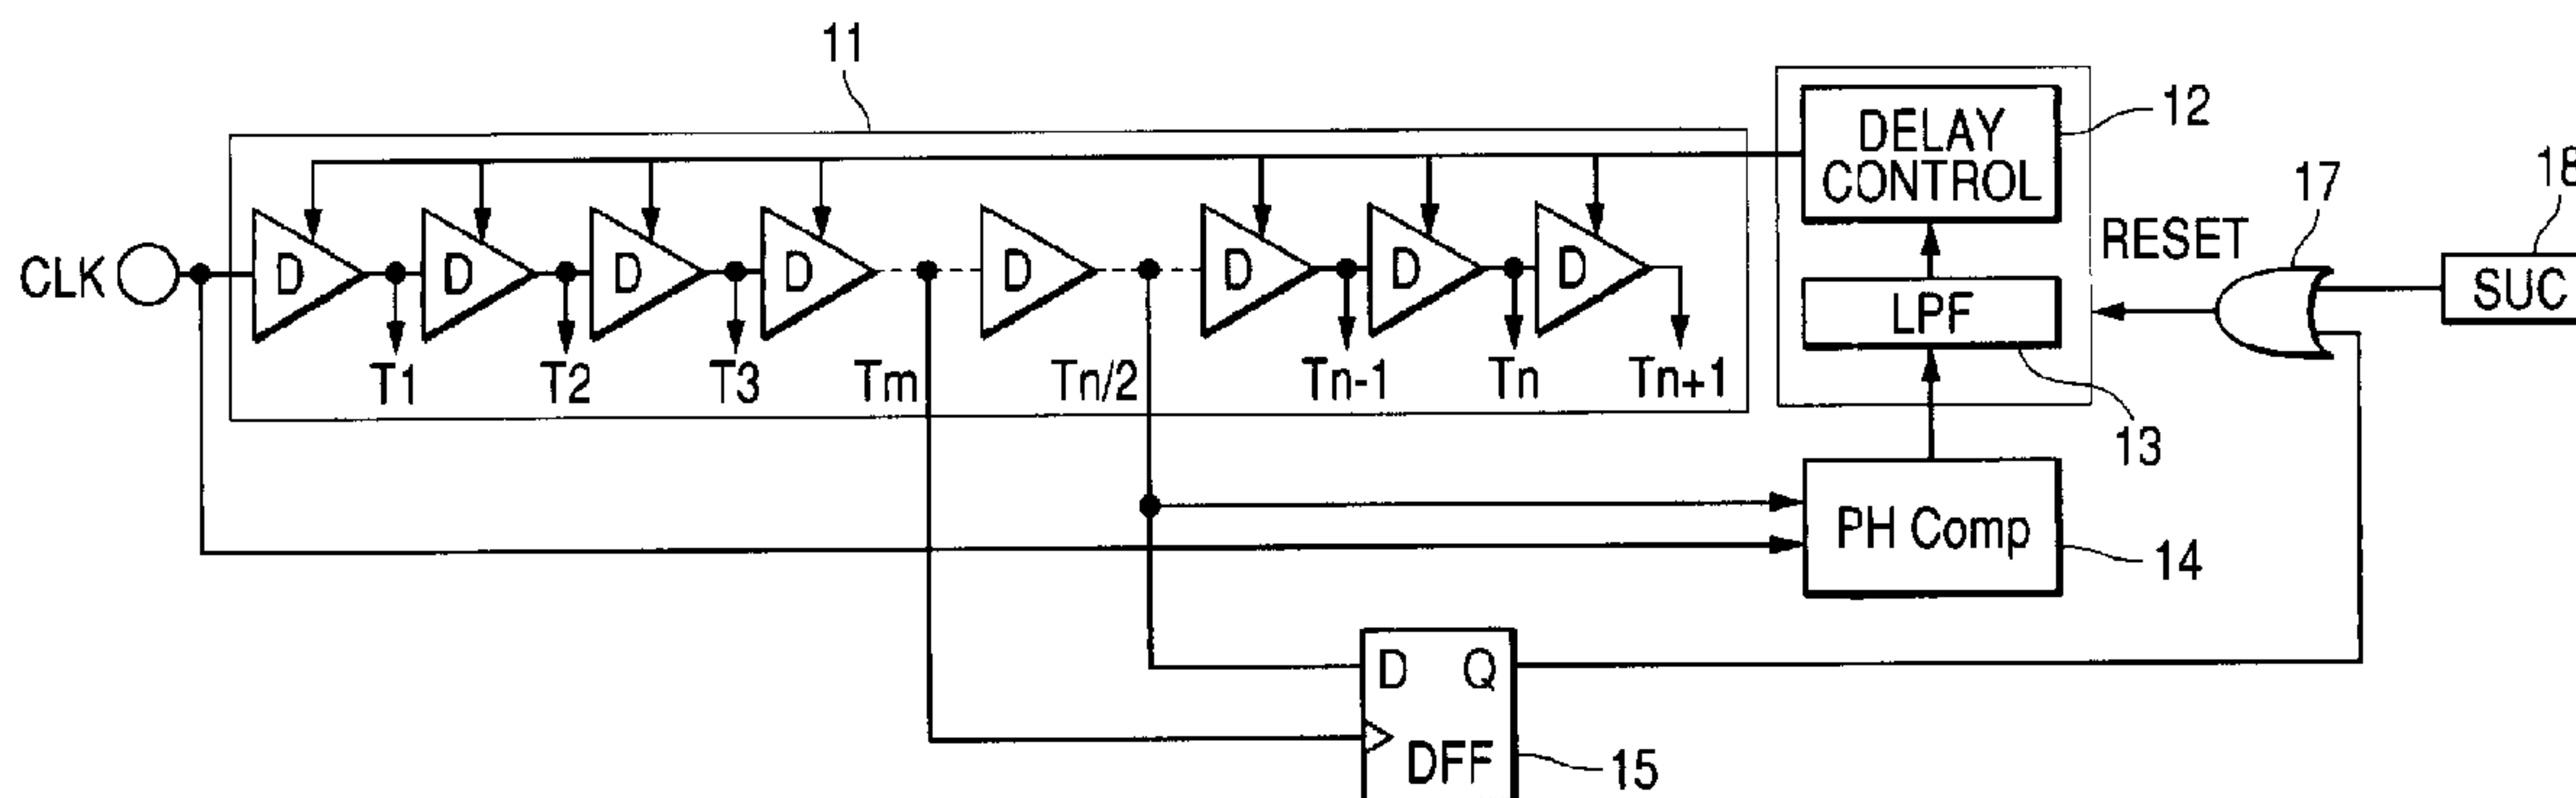 11
DELAY
CONTROL
12
18
17
RESET
SUC
CLK
D
D
D
D
D
D
D
D
LPF
T1
T2
T3
Tm
Tn/2
Tn-1
Tn
Tn+1
13
PH Comp
14
D Q
DFF
15